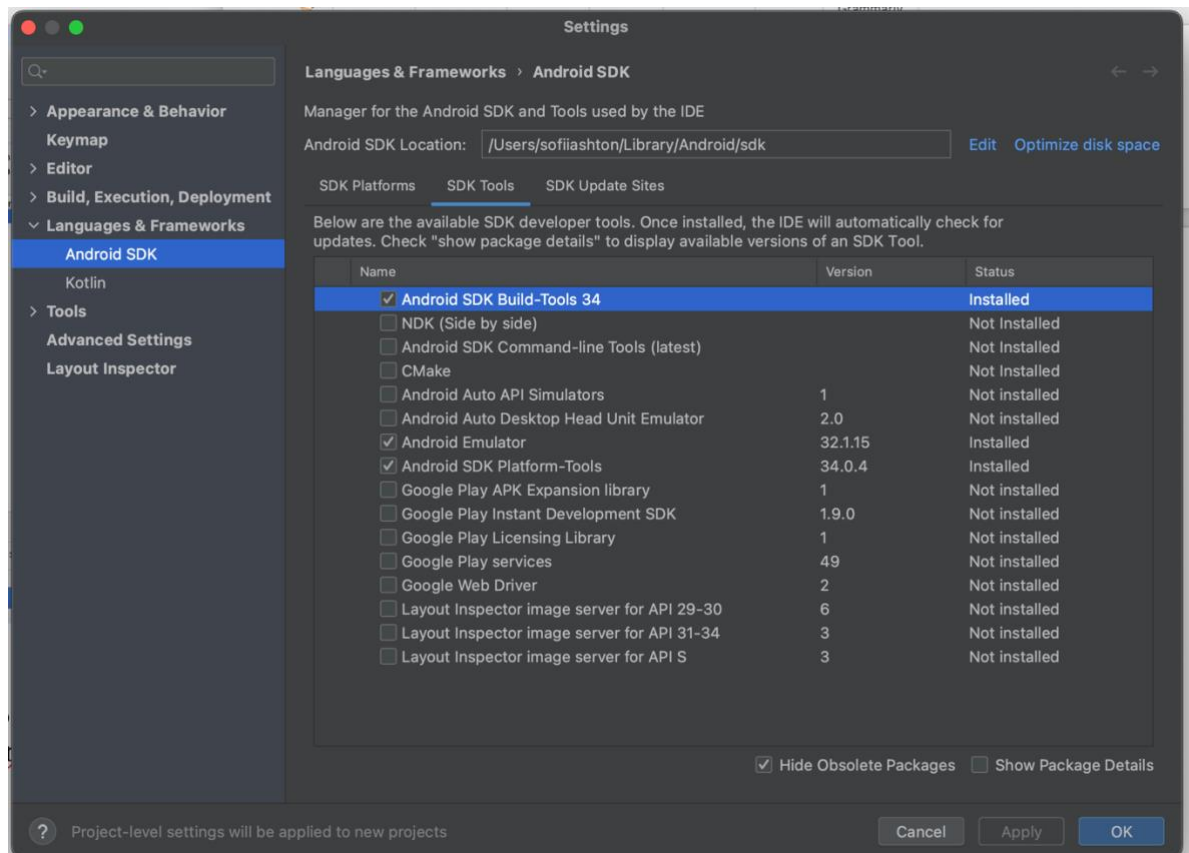 Grammarly
Settings
Languages & Frameworks › Android SDK
Appearance & Behavior
Keymap
Editor
Build, Execution, Deployment
Languages & Frameworks
Android SDK
Kotlin
Tools
Advanced Settings
Layout Inspector
Manager for the Android SDK and Tools used by the IDE
Android SDK Location: /Users/sofiiashton/Library/Android/sdk Edit Optimize disk space
SDK Platforms SDK Tools SDK Update Sites
Below are the available SDK developer tools. Once installed, the IDE will automatically check for
updates. Check "show package details" to display available versions of an SDK Tool.
Name Version Status
Android SDK Build-Tools 34 Installed
NDK (Side by side) Not Installed
Android SDK Command-line Tools (latest) Not Installed
CMake Not Installed
Android Auto API Simulators 1 Not installed
Android Auto Desktop Head Unit Emulator 2.0 Not installed
Android Emulator 32.1.15 Installed
Android SDK Platform-Tools 34.0.4 Installed
Google Play APK Expansion library 1 Not installed
Google Play Instant Development SDK 1.9.0 Not installed
Google Play Licensing Library 1 Not installed
Google Play services 49 Not installed
Google Web Driver 2 Not installed
Layout Inspector image server for API 29-30 6 Not installed
Layout Inspector image server for API 31-34 3 Not installed
Layout Inspector image server for API S 3 Not installed
Hide Obsolete Packages Show Package Details
? Project-level settings will be applied to new projects
Cancel Apply OK